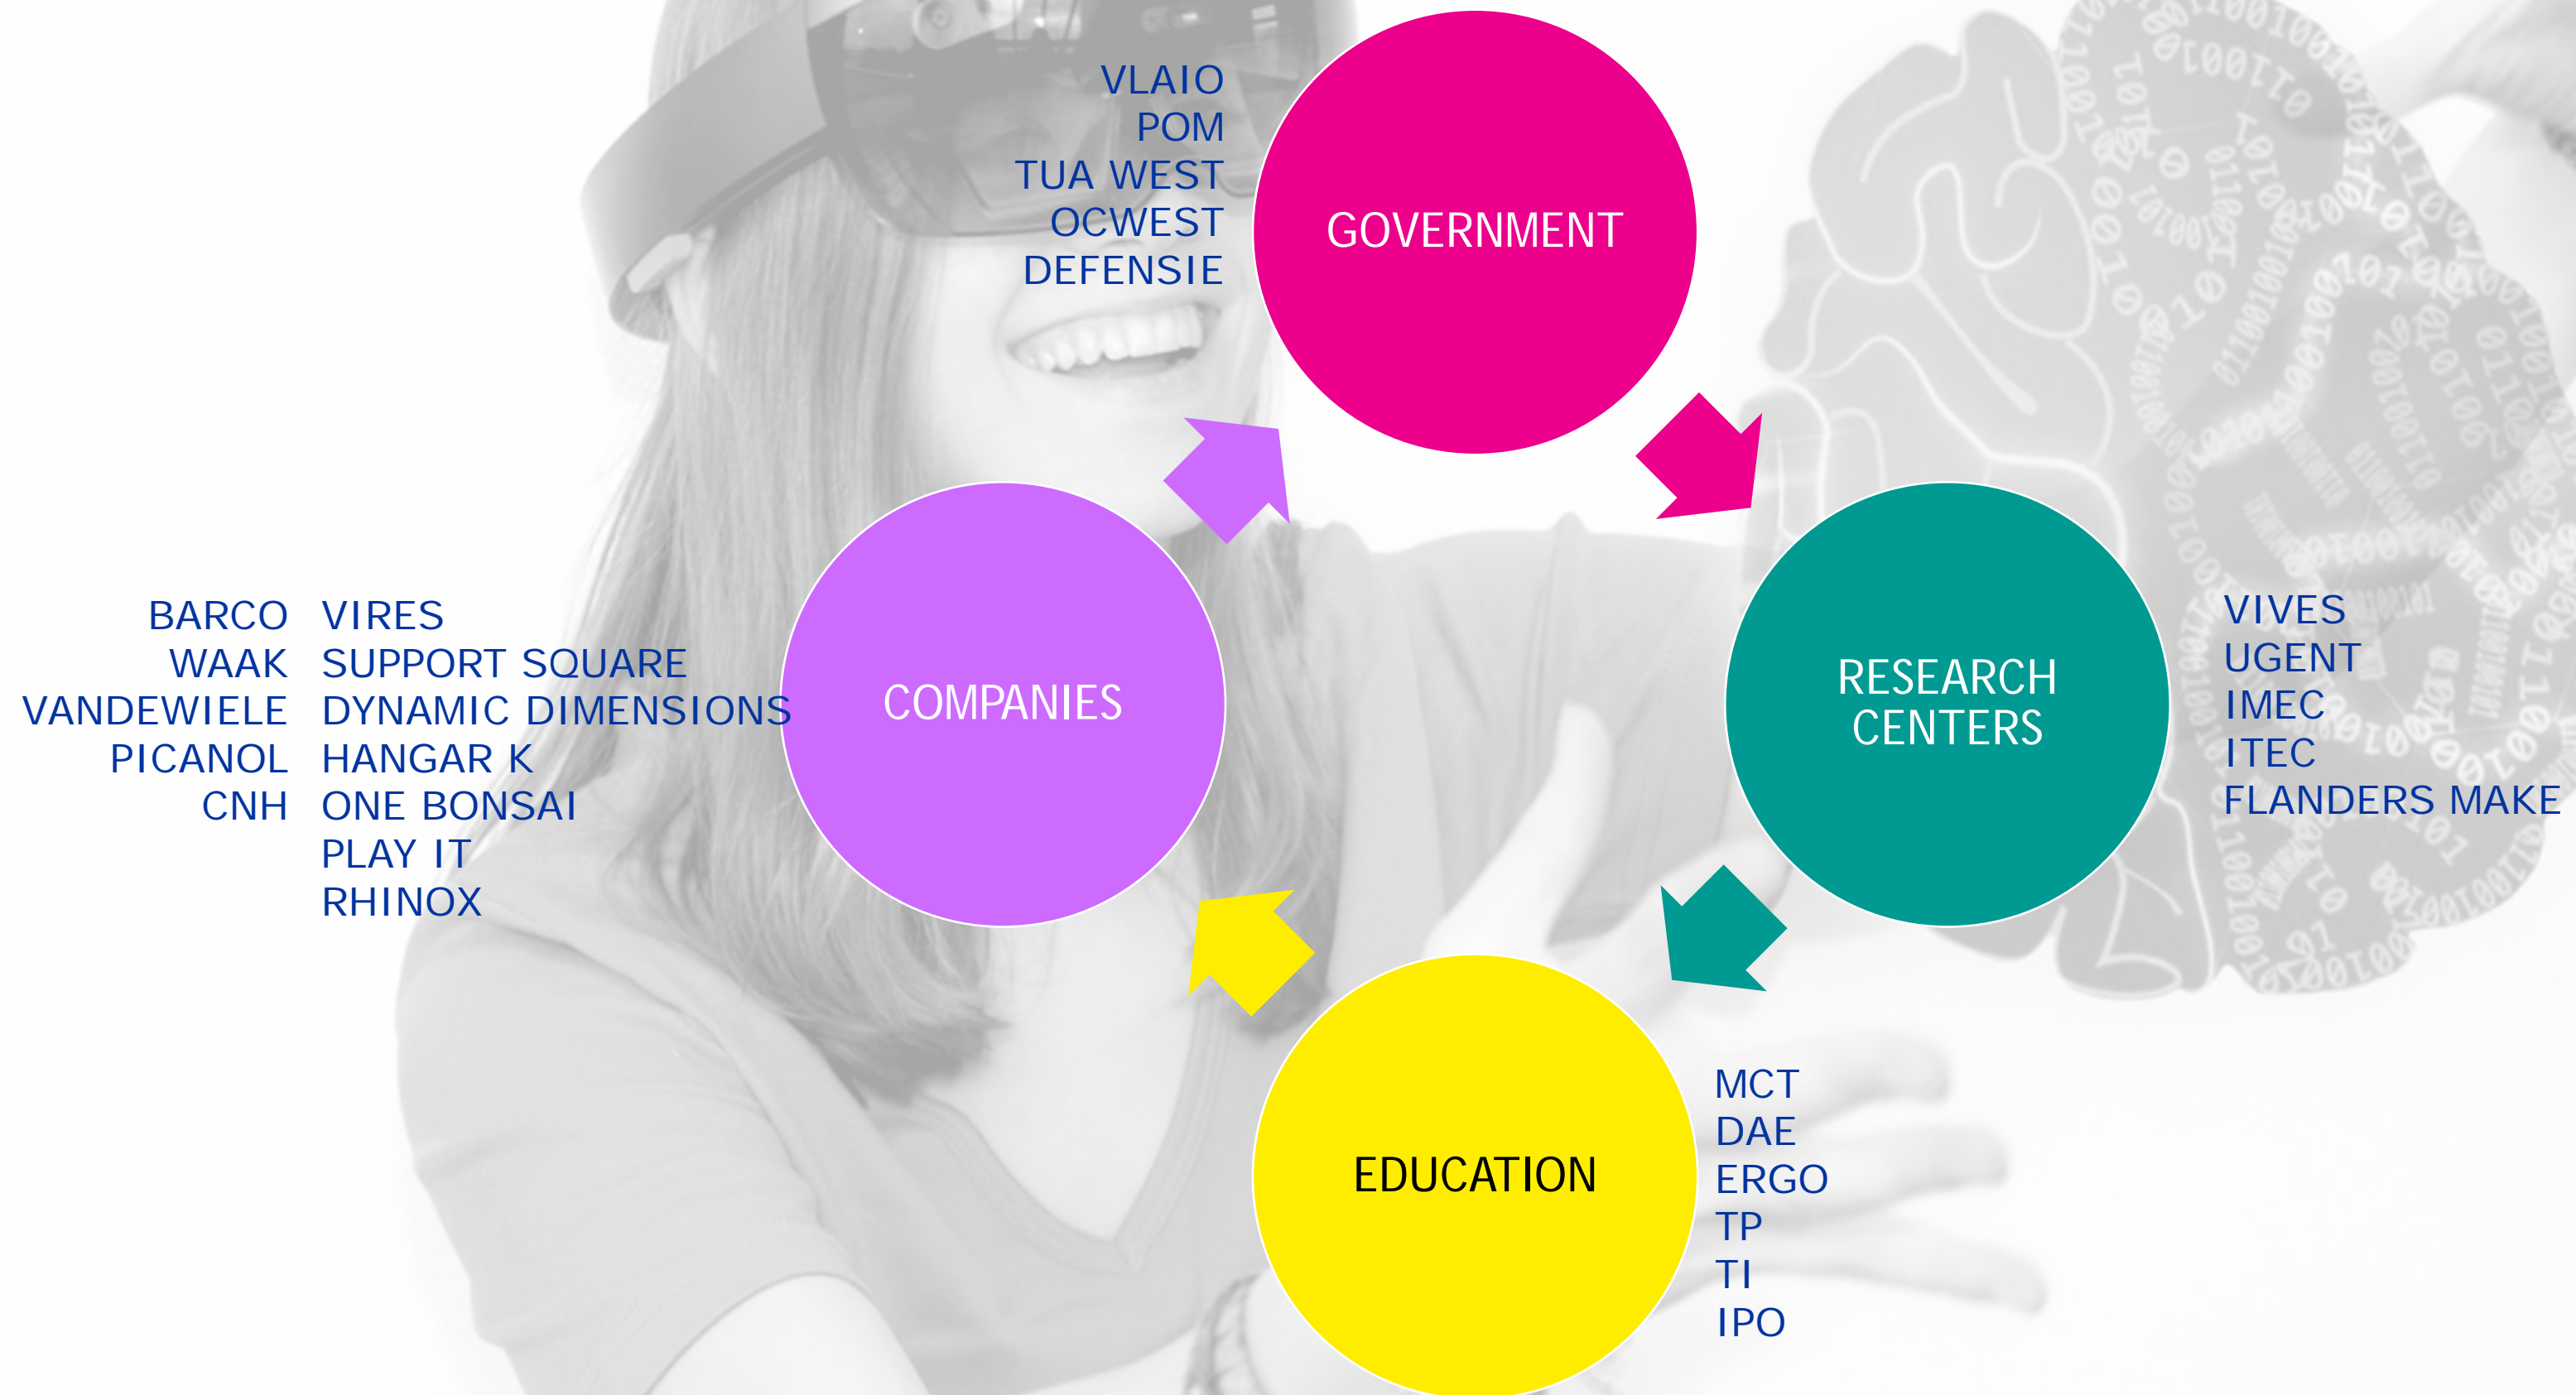 VLAIO
POM
TUA WEST
OCWEST
DEFENSIE
GOVERNMENT
BARCO
WAAK
VANDEWIELE
PICANOL
CNH
VIRES
SUPPORT SQUARE
DYNAMIC DIMENSIONS
HANGAR K
ONE BONSAI
PLAY IT
RHINOX
COMPANIES
RESEARCH
CENTERS
VIVES
UGENT
IMEC
ITEC
FLANDERS MAKE
EDUCATION
MCT
DAE
ERGO
TP
TI
IPO